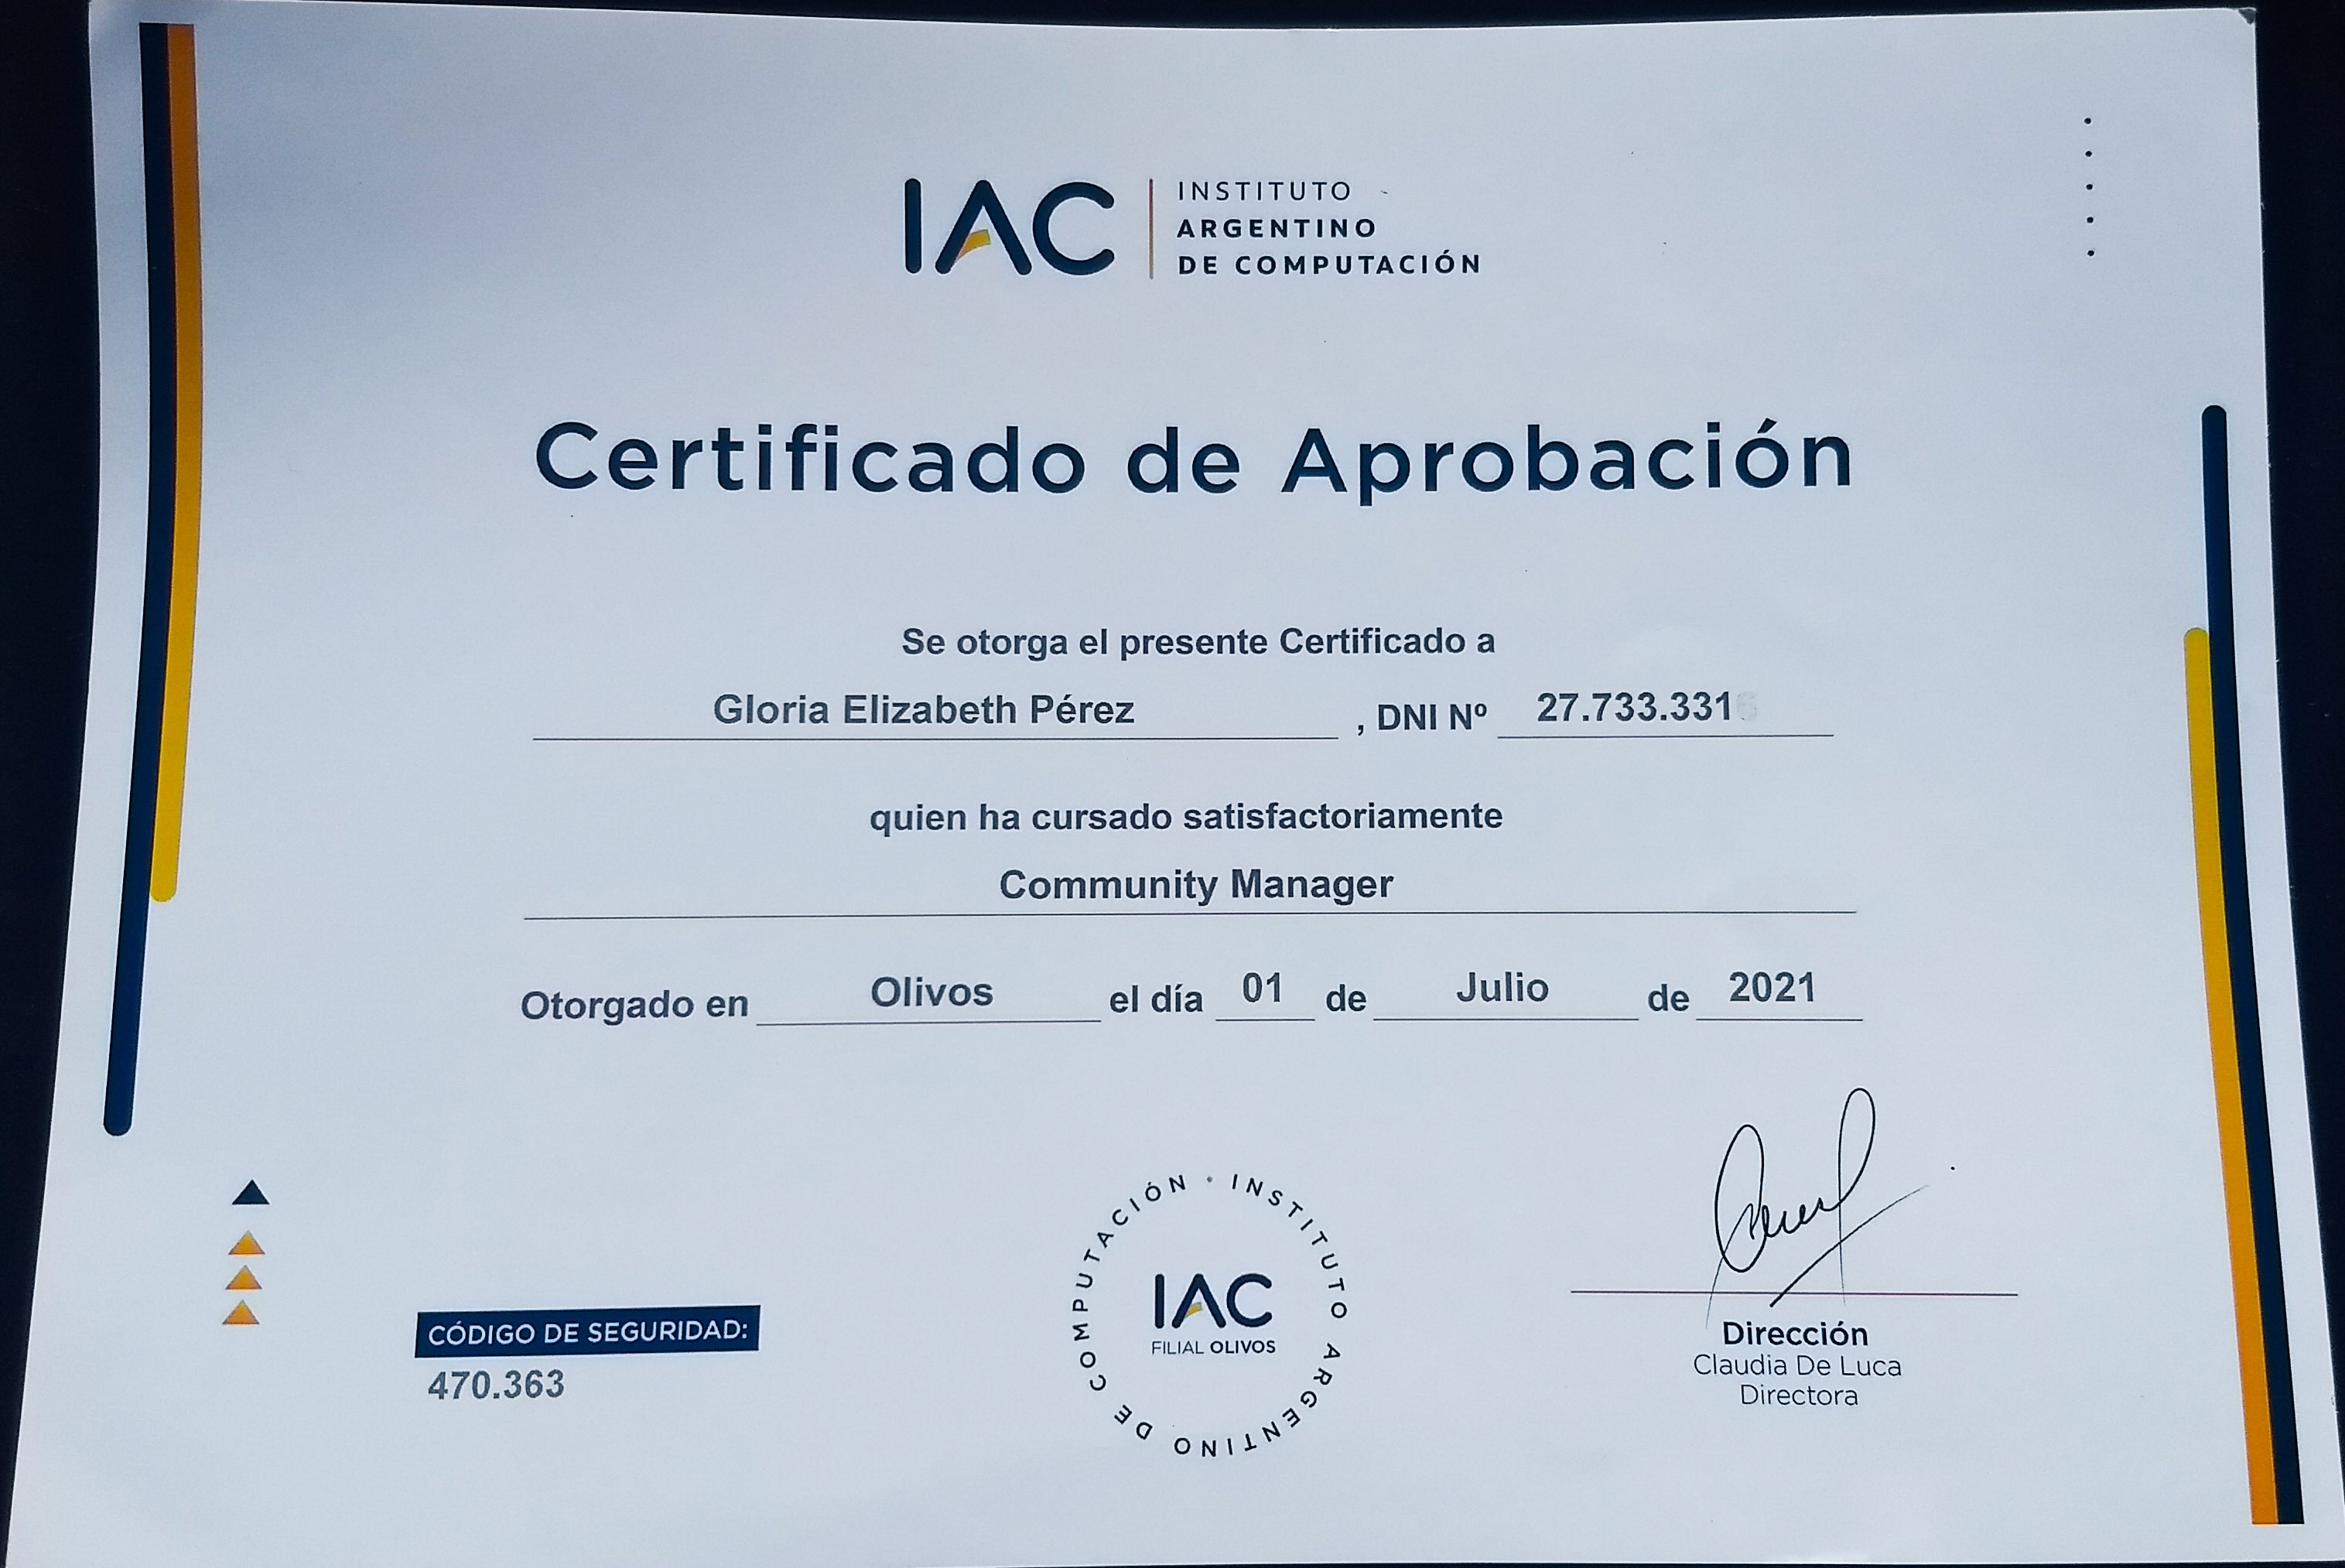 IAC
INSTITUTO
ARGENTINO
DE COMPUTACIÓN
Certificado de Aprobación
Se otorga el presente Certificado a
Gloria Elizabeth Pérez , DNI Nº 27.733.331
quien ha cursado satisfactoriamente
Community Manager
Otorgado en Olivos el día 01 de Julio de 2021
CÓDIGO DE SEGURIDAD:
470.363
INSTITUTO ARGENTINO DE COMPUTACIÓN ·
IAC
FILIAL OLIVOS
Dirección
Claudia De Luca
Directora